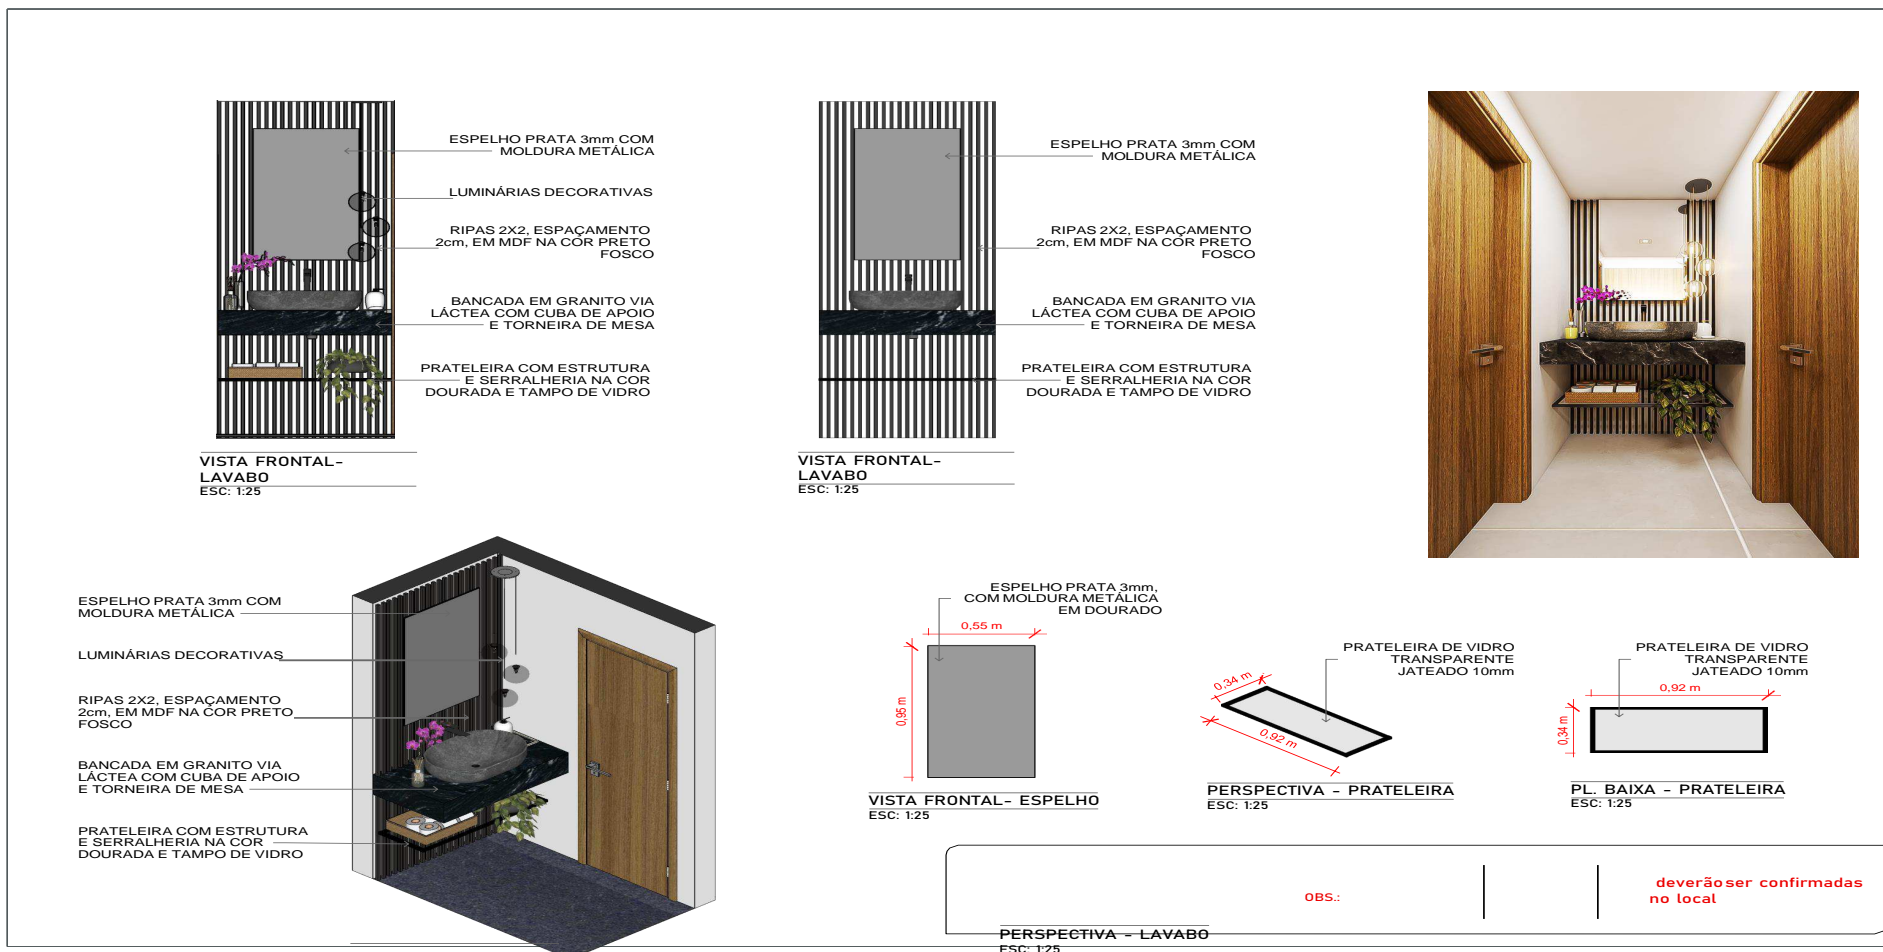 ESPELHO PRATA 3mm COM
MOLDURA METÁLICA
LUMINÁRIAS DECORATIVAS
RIPAS 2X2, ESPAÇAMENTO
2cm, EM MDF NA COR PRETO
FOSCO
BANCADA EM GRANITO VIA
LÁCTEA COM CUBA DE APOIO
E TORNEIRA DE MESA
PRATELEIRA COM ESTRUTURA
E SERRALHERIA NA COR
DOURADA E TAMPO DE VIDRO
VISTA FRONTAL-
LAVABO
ESC: 1:25
ESPELHO PRATA 3mm COM
MOLDURA METÁLICA
RIPAS 2X2, ESPAÇAMENTO
2cm, EM MDF NA COR PRETO
FOSCO
BANCADA EM GRANITO VIA
LÁCTEA COM CUBA DE APOIO
E TORNEIRA DE MESA
PRATELEIRA COM ESTRUTURA
E SERRALHERIA NA COR
DOURADA E TAMPO DE VIDRO
VISTA FRONTAL-
LAVABO
ESC: 1:25
ESPELHO PRATA 3mm COM
MOLDURA METÁLICA
LUMINÁRIAS DECORATIVAS
RIPAS 2X2, ESPAÇAMENTO
2cm, EM MDF NA COR PRETO
FOSCO
BANCADA EM GRANITO VIA
LÁCTEA COM CUBA DE APOIO
E TORNEIRA DE MESA
PRATELEIRA COM ESTRUTURA
E SERRALHERIA NA COR
DOURADA E TAMPO DE VIDRO
ESPELHO PRATA 3mm,
COM MOLDURA METÁLICA
EM DOURADO
0,55 m
0,95 m
VISTA FRONTAL- ESPELHO
ESC: 1:25
PRATELEIRA DE VIDRO
TRANSPARENTE
JATEADO 10mm
0,34 m
0,92 m
PERSPECTIVA - PRATELEIRA
ESC: 1:25
PRATELEIRA DE VIDRO
TRANSPARENTE
JATEADO 10mm
0,92 m
0,34 m
PL. BAIXA - PRATELEIRA
ESC: 1:25
OBS.:
deverão ser confirmadas
no local
PERSPECTIVA - LAVABO
ESC: 1:25